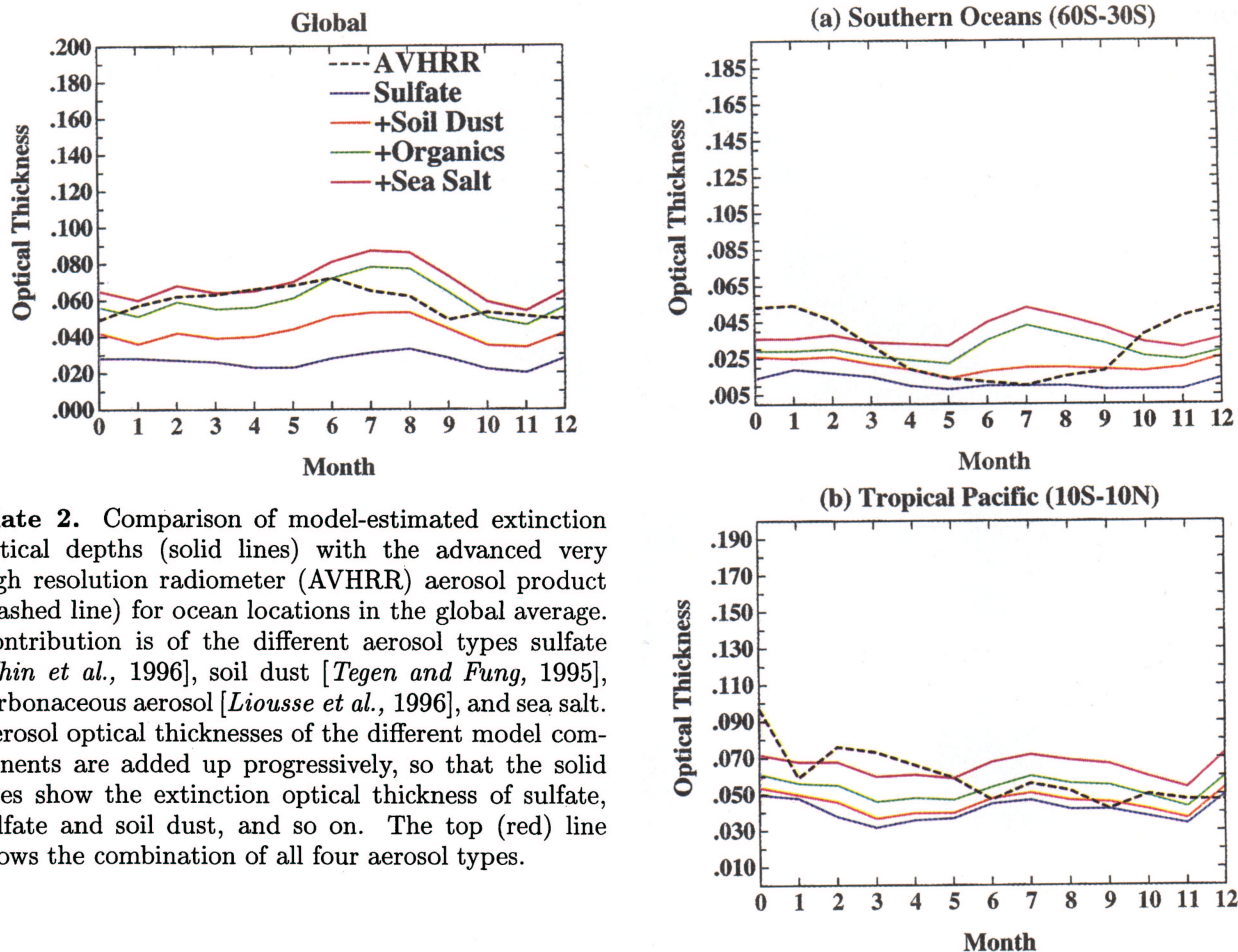 Global
Optical Thickness
.200
.180
.160
.140
.120
.100
.080
.060
.040
.020
.000
AVHRR
Sulfate
+Soil Dust
+Organics
+Sea Salt
0 1 2 3 4 5 6 7 8 9 10 11 12
Month
ate 2. Comparison of model-estimated extinction
tical depths (solid lines) with the advanced very
gh resolution radiometer (AVHRR) aerosol product
ashed line) for ocean locations in the global average.
ontribution is of the different aerosol types sulfate
hin et al., 1996], soil dust [Tegen and Fung, 1995],
rbonaceous aerosol [Liousse et al., 1996], and sea salt.
erosol optical thicknesses of the different model com-
nents are added up progressively, so that the solid
es show the extinction optical thickness of sulfate,
lfate and soil dust, and so on. The top (red) line
ows the combination of all four aerosol types.
(a) Southern Oceans (60S-30S)
Optical Thickness
.185
.165
.145
.125
.105
.085
.065
.045
.025
.005
0 1 2 3 4 5 6 7 8 9 10 11 12
Month
(b) Tropical Pacific (10S-10N)
Optical Thickness
.190
.170
.150
.130
.110
.090
.070
.050
.030
.010
0 1 2 3 4 5 6 7 8 9 10 11 12
Month